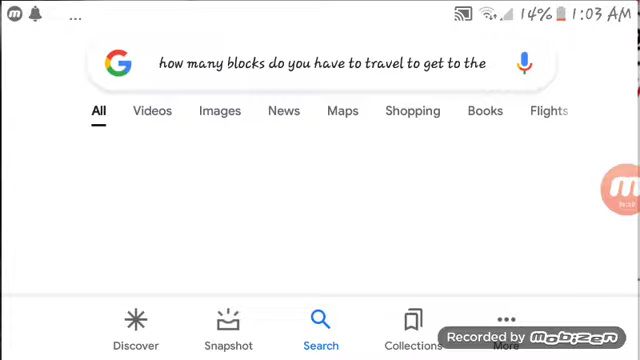 ... 14% 1:03 AM
how many blocks do you have to travel to get to the
All Videos Images News Maps Shopping Books Flights
Discover Snapshot Search Collections More
Recorded by mobizen